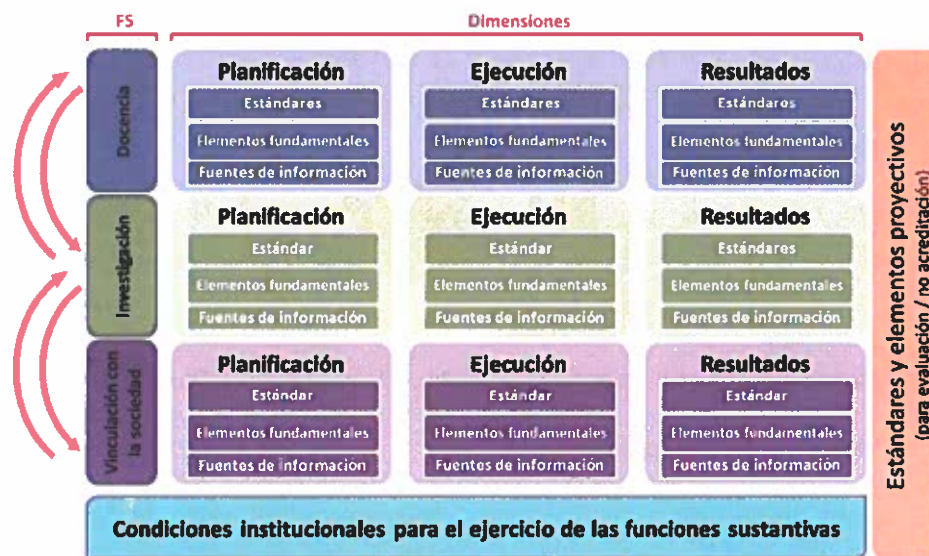 FS
Dimensiones
Docencia
Planificación
Estándares
Elementos fundamentales
Fuentes de información
Ejecución
Estándares
Elementos fundamentales
Fuentes de información
Resultados
Estándaros
Elementos fundamentales
Fuentes de información
Investigación
Planificación
Estándar
Elementos fundamentales
Fuentes de información
Ejecución
Estándar
Elementos fundamentales
Fuentes de información
Resultados
Estándares
Elementos fundamentales
Fuentes de información
Vinculación con
la sociedad
Planificación
Estándar
Elementos fundamentales
Fuentes de información
Ejecución
Estándar
Elementos fundamentales
Fuentes de información
Resultados
Estándar
Elementos fundamentales
Fuentes de información
Estándares y elementos proyectivos
(para evaluación / no acreditación)
Condiciones institucionales para el ejercicio de las funciones sustantivas